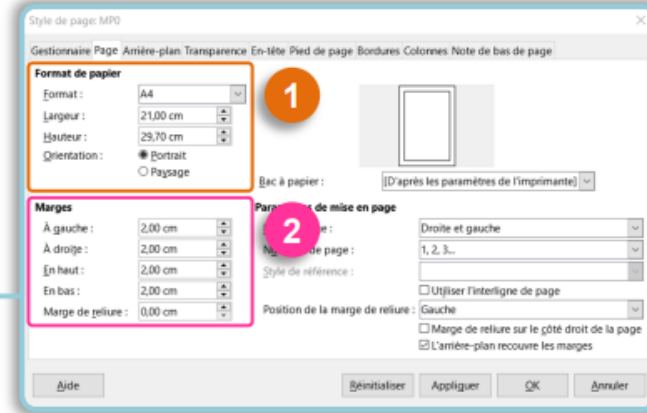 Style de page: MP0
Gestionnaire Page Arrière-plan Transparence En-tête Pied de page Bordures Colonnes Note de bas de page
Format de papier
Format :
A4
Largeur :
21,00 cm
Hauteur :
29,70 cm
Orientation :
Portrait
Paysage
1
Bac à papier :
[D'après les paramètres de l'imprimante]
Marges
À gauche :
2,00 cm
À droite :
2,00 cm
En haut :
2,00 cm
En bas :
2,00 cm
Marge de reliure :
0,00 cm
2
de mise en page
Droite et gauche
de page :
1, 2, 3...
Style de référence :
Utiliser l'interligne de page
Position de la marge de reliure :
Gauche
Marge de reliure sur le côté droit de la page
L'arrière-plan recouvre les marges
Aide
Réinitialiser
Appliquer
OK
Annuler